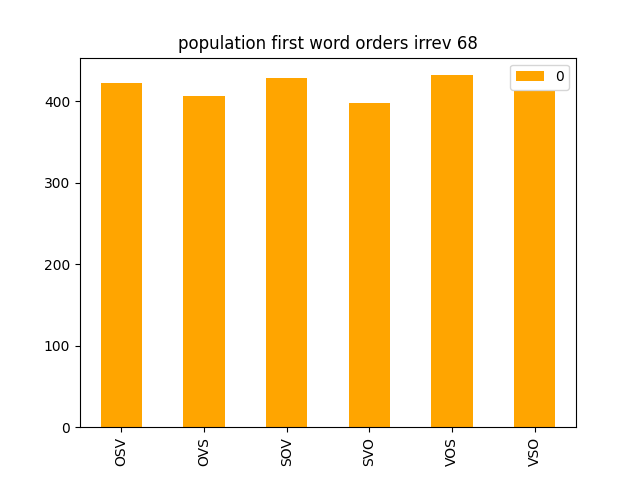 population first word orders irrev 68
0
400
300
200
100
0
OSV
OVS
SOV
SVO
VOS
VSO